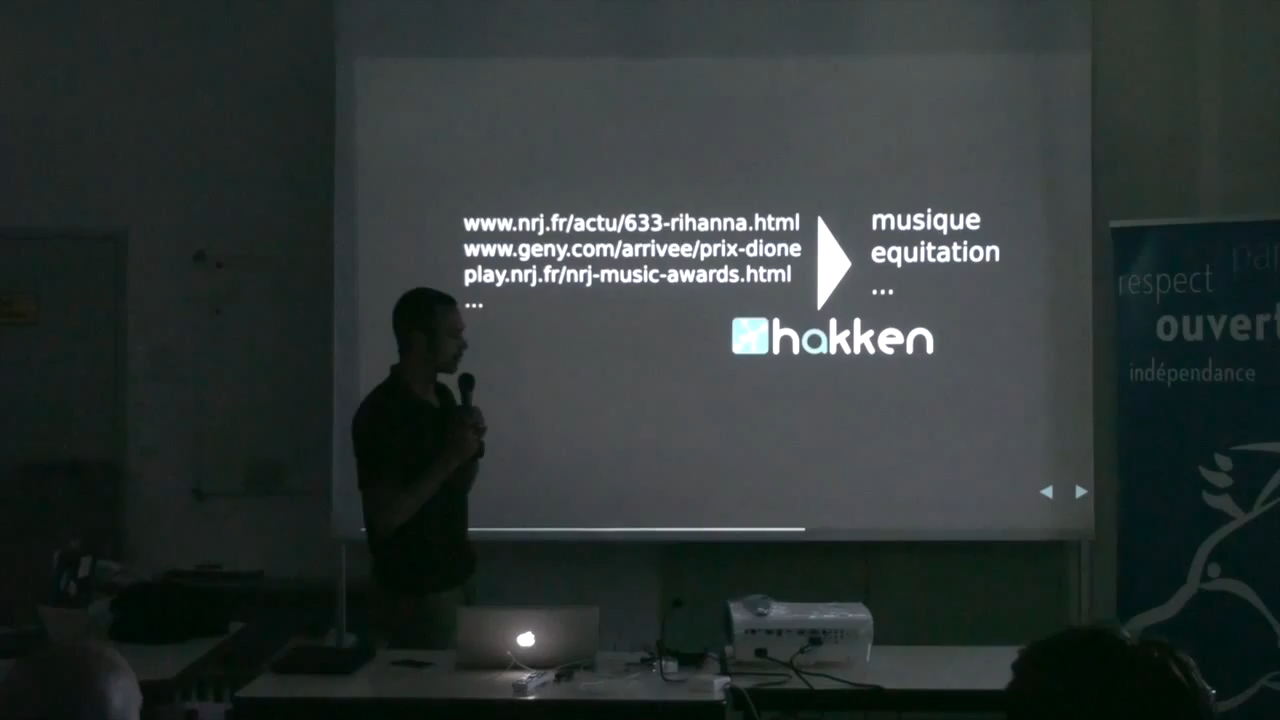 www.nrj.fr/actu/633-rihanna.html
www.geny.com/arrivee/prix-dione
play.nrj.fr/nrj-music-awards.html
...
musique
equitation
...
hakken
respect
ouvert
indépendance